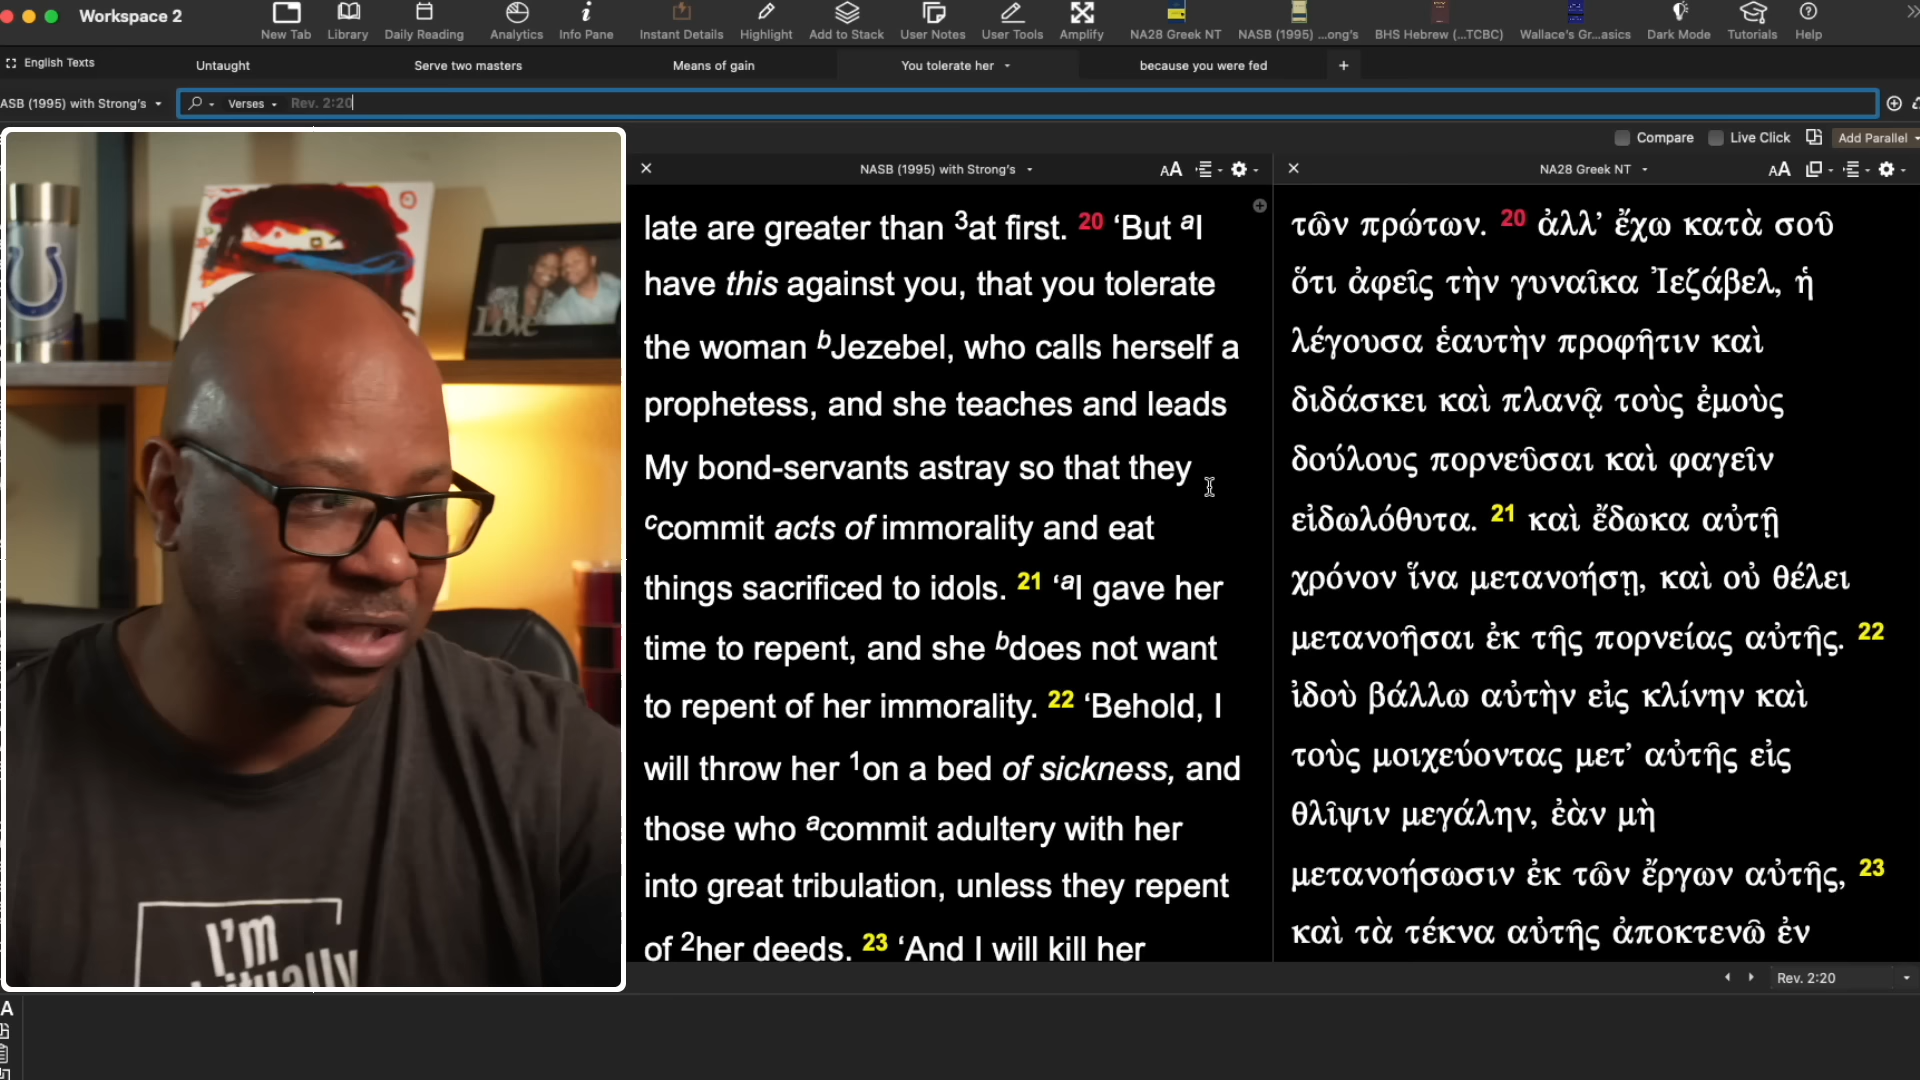 Workspace 2
New Tab
Library
Daily Reading
Analytics
Info Pane
Instant Details
Highlight
Add to Stack
User Notes
User Tools
Amplify
NA28 Greek NT
NASB (1995) ...ong's
BHS Hebrew (...TCBC)
Wallace's Gr...asics
Dark Mode
Tutorials
Help
English Texts
Untaught
Serve two masters
Means of gain
You tolerate her
because you were fed
+
ASB (1995) with Strong's
Verses
Rev. 2:20
Compare
Live Click
Add Parallel
NASB (1995) with Strong's
AA
NA28 Greek NT
AA
late are greater than 3at first. 20 ‘But aI
have this against you, that you tolerate
the woman bJezebel, who calls herself a
prophetess, and she teaches and leads
My bond-servants astray so that they
ccommit acts of immorality and eat
things sacrificed to idols. 21 ‘aI gave her
time to repent, and she bdoes not want
to repent of her immorality. 22 ‘Behold, I
will throw her 1on a bed of sickness, and
those who acommit adultery with her
into great tribulation, unless they repent
of 2her deeds. 23 ‘And I will kill her
τῶν πρώτων. 20 ἀλλ’ ἔχω κατὰ σοῦ
ὅτι ἀφεῖς τὴν γυναῖκα Ἰεζάβελ, ἡ
λέγουσα ἑαυτὴν προφῆτιν καὶ
διδάσκει καὶ πλανᾷ τοὺς ἐμοὺς
δούλους πορνεῦσαι καὶ φαγεῖν
εἰδωλόθυτα. 21 καὶ ἔδωκα αὐτῇ
χρόνον ἵνα μετανοήσῃ, καὶ οὐ θέλει
μετανοῆσαι ἐκ τῆς πορνείας αὐτῆς. 22
ἰδοὺ βάλλω αὐτὴν εἰς κλίνην καὶ
τοὺς μοιχεύοντας μετ’ αὐτῆς εἰς
θλῖψιν μεγάλην, ἐὰν μὴ
μετανοήσωσιν ἐκ τῶν ἔργων αὐτῆς, 23
καὶ τὰ τέκνα αὐτῆς ἀποκτενῶ ἐν
Rev. 2:20
Love
I'm
A